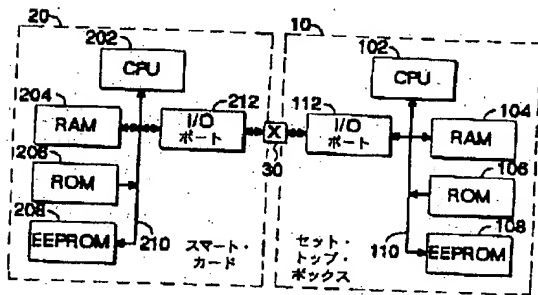 20
202
CPU
204
RAM
212
I/O
ポート
206
ROM
208
EEPROM
210
スマート・
カード
30
10
102
CPU
112
I/O
ポート
104
RAM
106
ROM
108
EEPROM
110
セット・
トップ・
ボックス